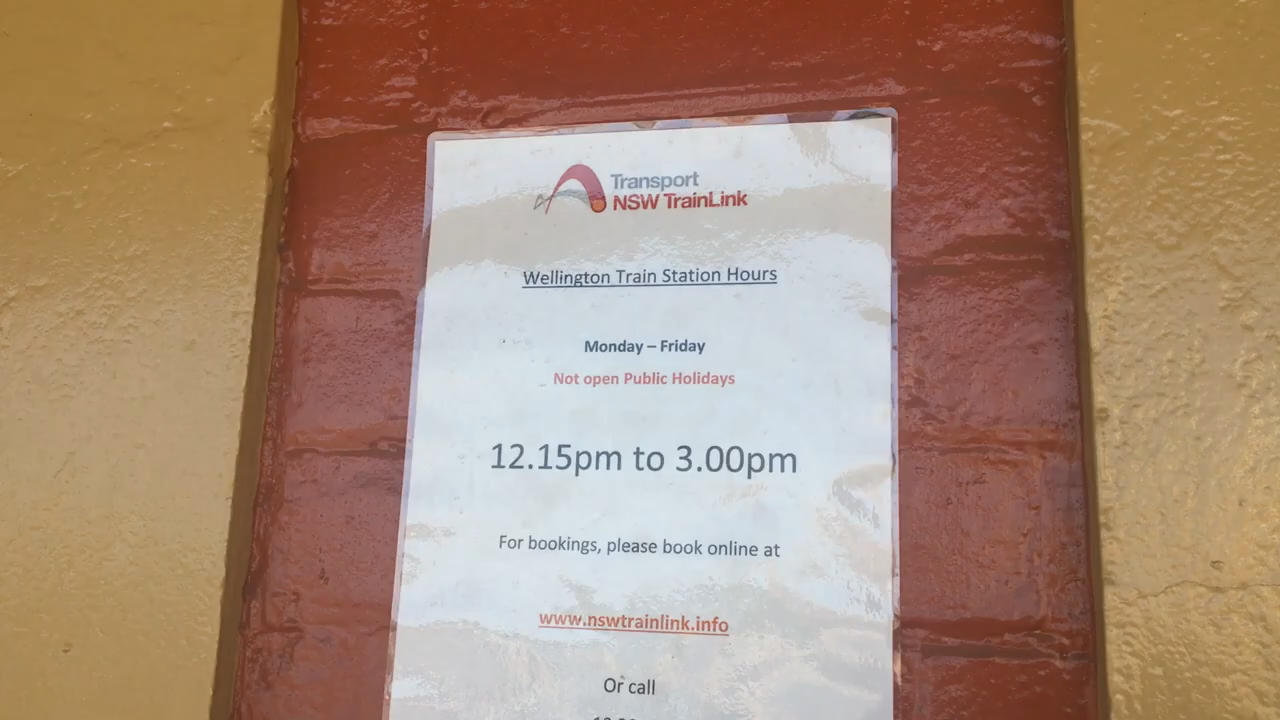 Transport
NSW TrainLink
Wellington Train Station Hours
Monday – Friday
Not open Public Holidays
12.15pm to 3.00pm
For bookings, please book online at
www.nswtrainlink.info
Or call